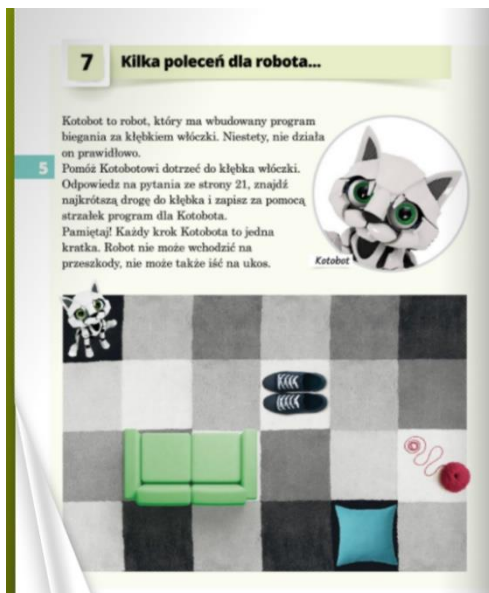 7 Kilka poleceń dla robota...
Kotobot to robot, który ma wbudowany program
biegania za kłębkiem włóczki. Niestety, nie działa
on prawidłowo.
5
Pomóż Kotobotowi dotrzeć do kłębka włóczki.
Odpowiedz na pytania ze strony 21, znajdź
najkrótszą drogę do kłębka i zapisz za pomocą
strzałek program dla Kotobota.
Pamiętaj! Każdy krok Kotobota to jedna
kratka. Robot nie może wchodzić na
przeszkody, nie może także iść na ukos.
Kotobot